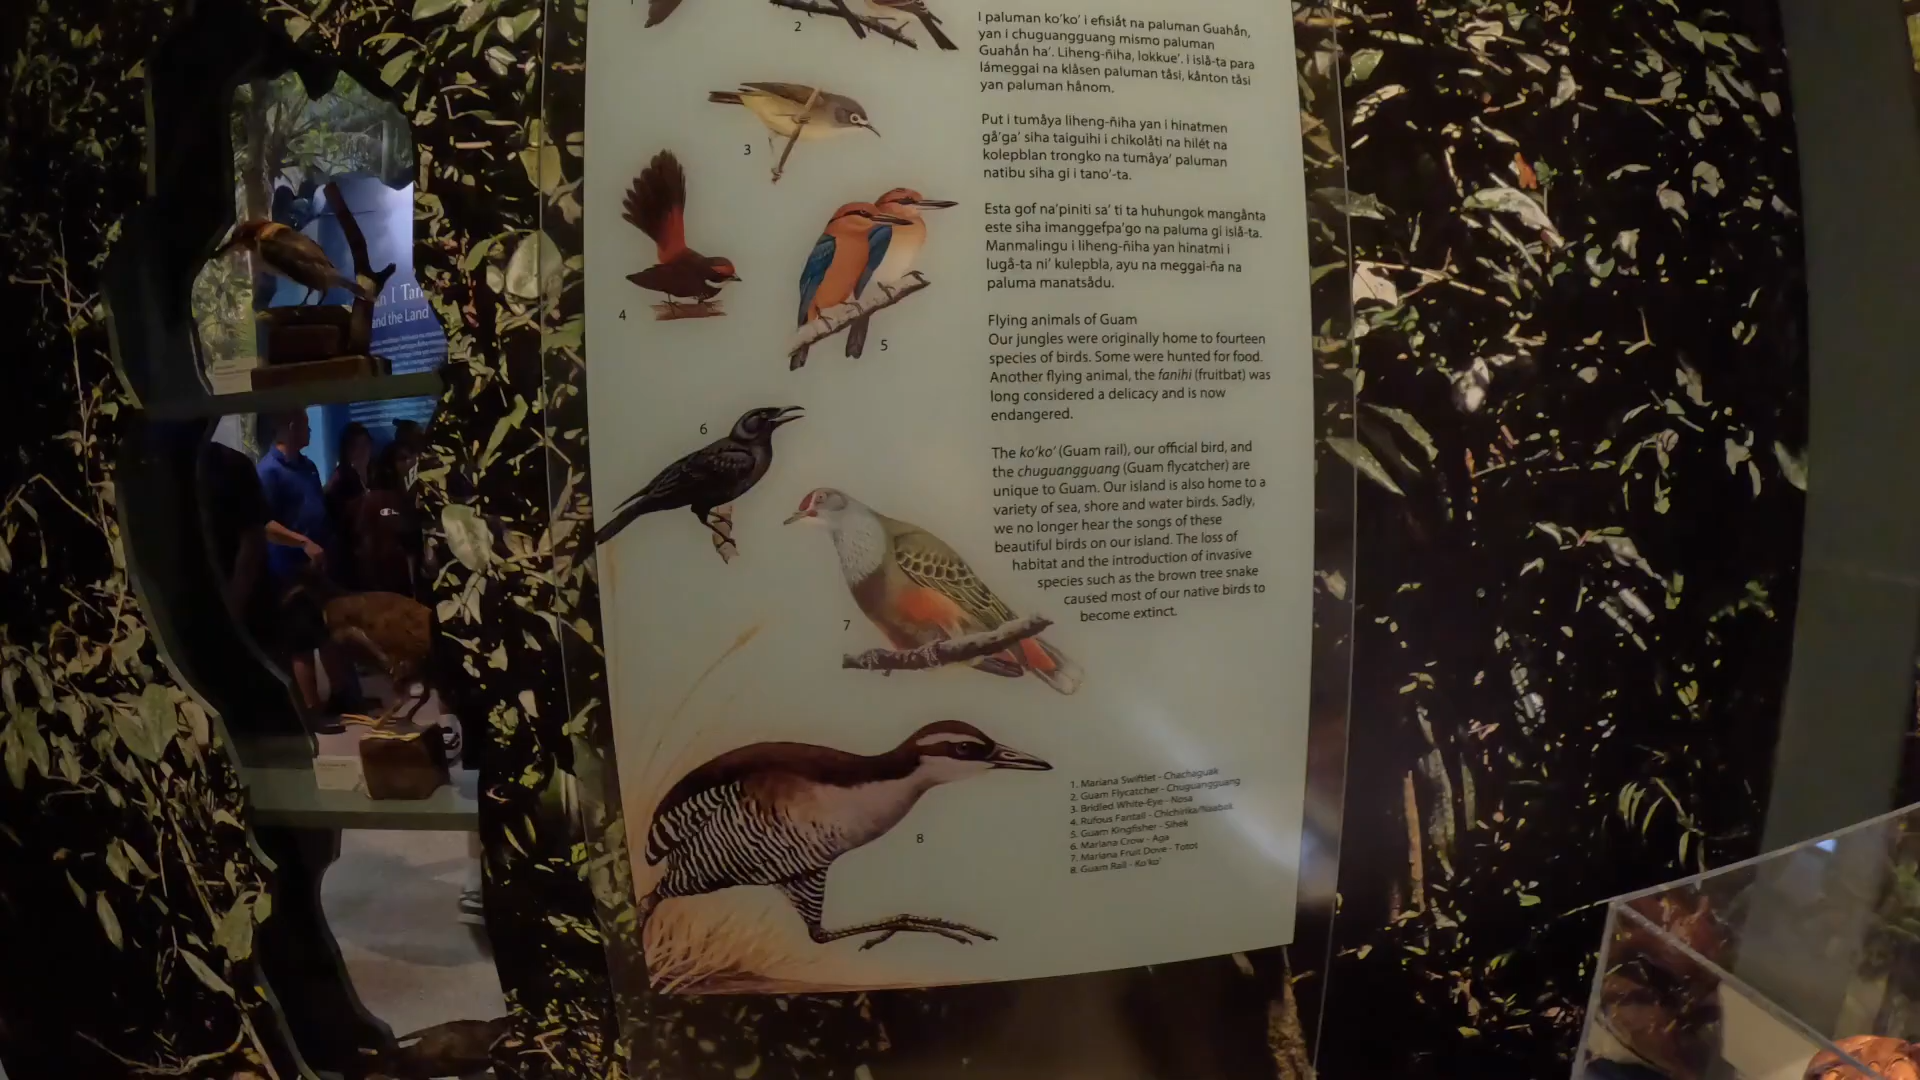 1
2
I paluman ko'ko' i efisiåt na paluman Guahån,
yan i chuguangguang mismo paluman
Guahån ha'. Liheng-ñiha, lokkue'. I islå-ta para
lámeggai na klåsen paluman tåsi, kånton tåsi
yan paluman hånom.
Put i tumåya liheng-ñiha yan i hinatmen
gå'ga' siha taiguihi i chikolåti na hilét na
kolepblan trongko na tumåya' paluman
natibu siha gi i tano'-ta.
Esta gof na'piniti sa' ti ta huhungok mangånta
este siha imanggefpa'go na paluma gi islå-ta.
Manmalingu i liheng-ñiha yan hinatmi i
lugå-ta ni' kulepbla, ayu na meggai-ña na
paluma manatsådu.
3
4
5
Flying animals of Guam
Our jungles were originally home to fourteen
species of birds. Some were hunted for food.
Another flying animal, the fanihi (fruitbat) was
long considered a delicacy and is now
endangered.
The ko'ko' (Guam rail), our official bird, and
the chuguangguang (Guam flycatcher) are
unique to Guam. Our island is also home to a
variety of sea, shore and water birds. Sadly,
we no longer hear the songs of these
beautiful birds on our island. The loss of
habitat and the introduction of invasive
species such as the brown tree snake
caused most of our native birds to
become extinct.
6
7
8
1. Mariana Swiftlet - Chachaguak
2. Guam Flycatcher - Chuguangguang
3. Bridled White-Eye - Nosa
4. Rufous Fantail - Chichirika/Naabak
5. Guam Kingfisher - Sihek
6. Mariana Crow - Aga
7. Mariana Fruit Dove - Totot
8. Guam Rail - Ko'ko'
I Tan
and the Land